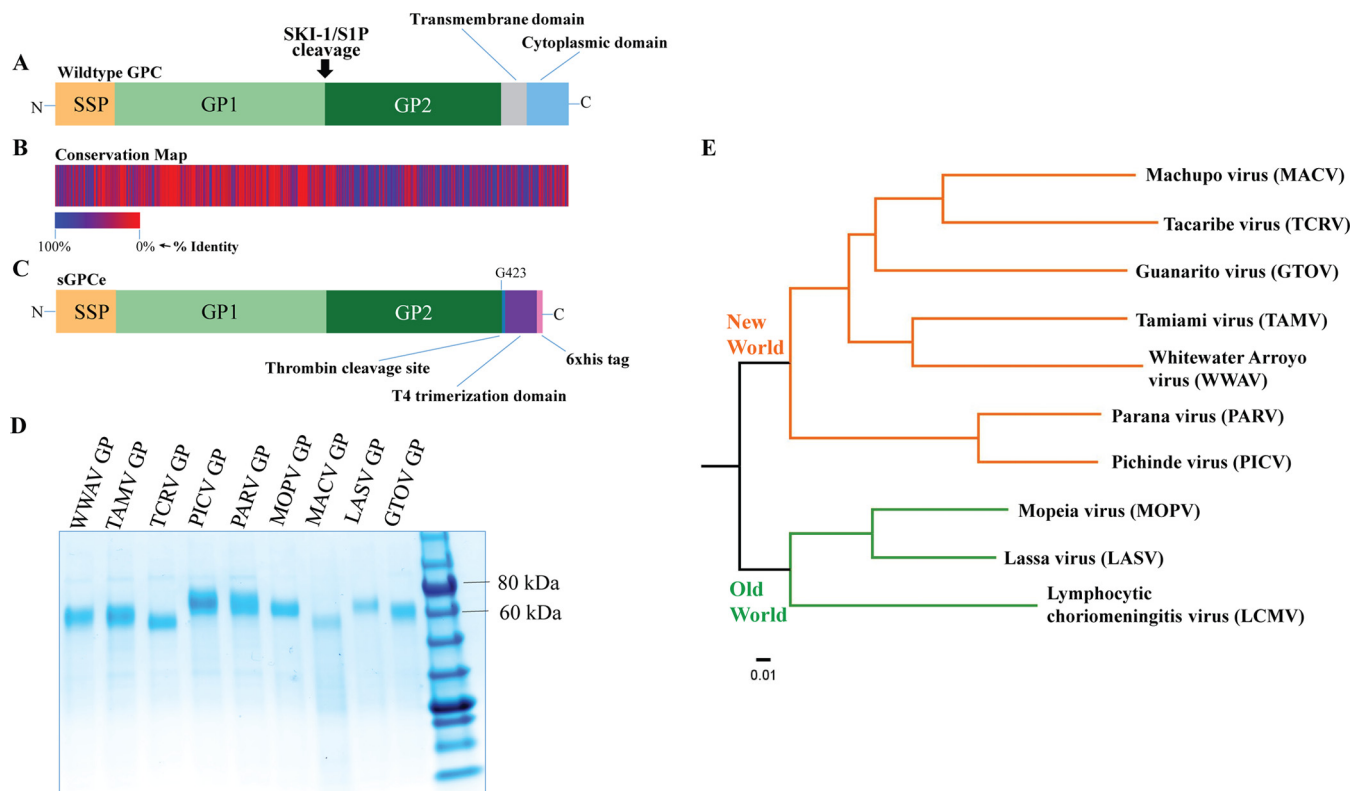 A
SKI-1/S1P
cleavage
Transmembrane domain
Cytoplasmic domain
Wildtype GPC
N
SSP
GP1
GP2
C
B
Conservation Map
100%
0%
% Identity
C
sGPCe
G423
N
SSP
GP1
GP2
C
Thrombin cleavage site
6xhis tag
T4 trimerization domain
D
WWAV GP
TAMV GP
TCRV GP
PICV GP
PARV GP
MOPV GP
MACV GP
LASV GP
GTOV GP
80 kDa
60 kDa
E
New
World
Old
World
Machupo virus (MACV)
Tacaribe virus (TCRV)
Guanarito virus (GTOV)
Tamiami virus (TAMV)
Whitewater Arroyo
virus (WWAV)
Parana virus (PARV)
Pichinde virus (PICV)
Mopeia virus (MOPV)
Lassa virus (LASV)
Lymphocytic
choriomeningitis virus (LCMV)
0.01